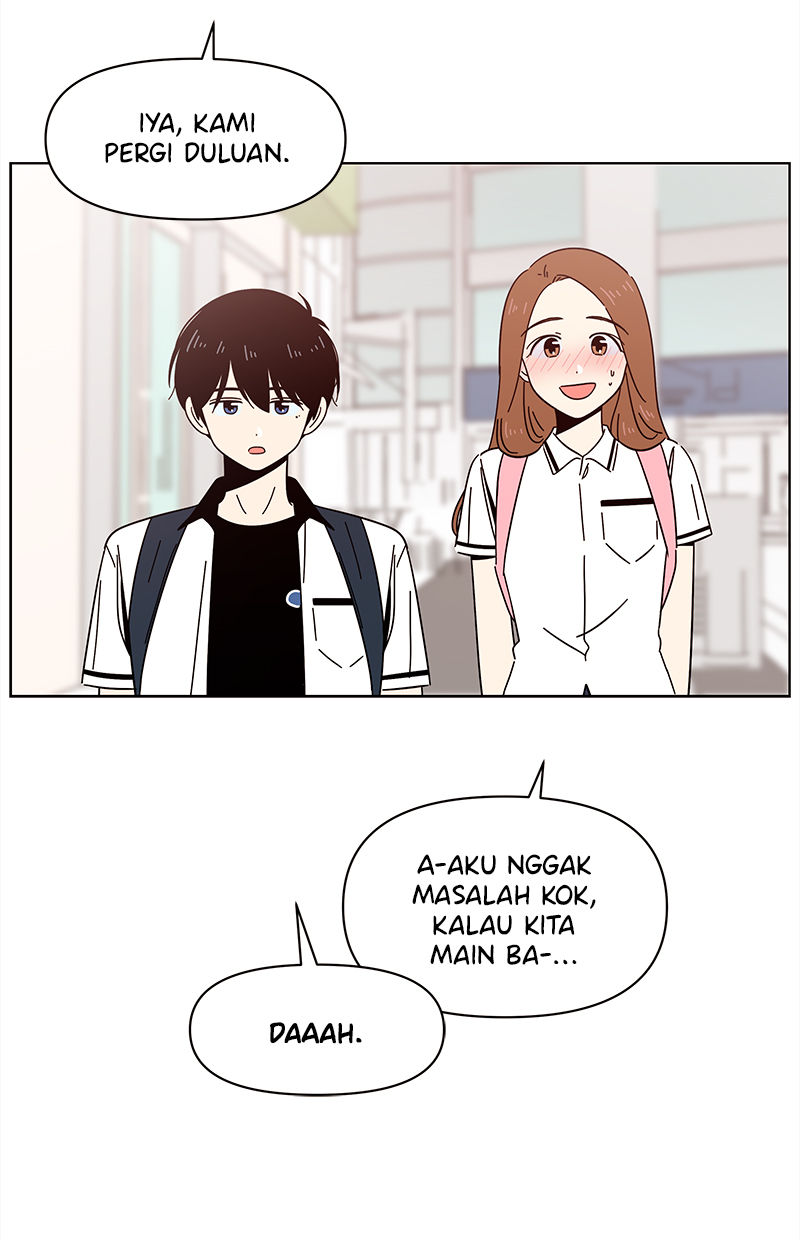 IYA, KAMI
PERGI DULUAN.
A-AKU NGGAK
MASALAH KOK,
KALAU KITA
MAIN BA-...
DAAAH.